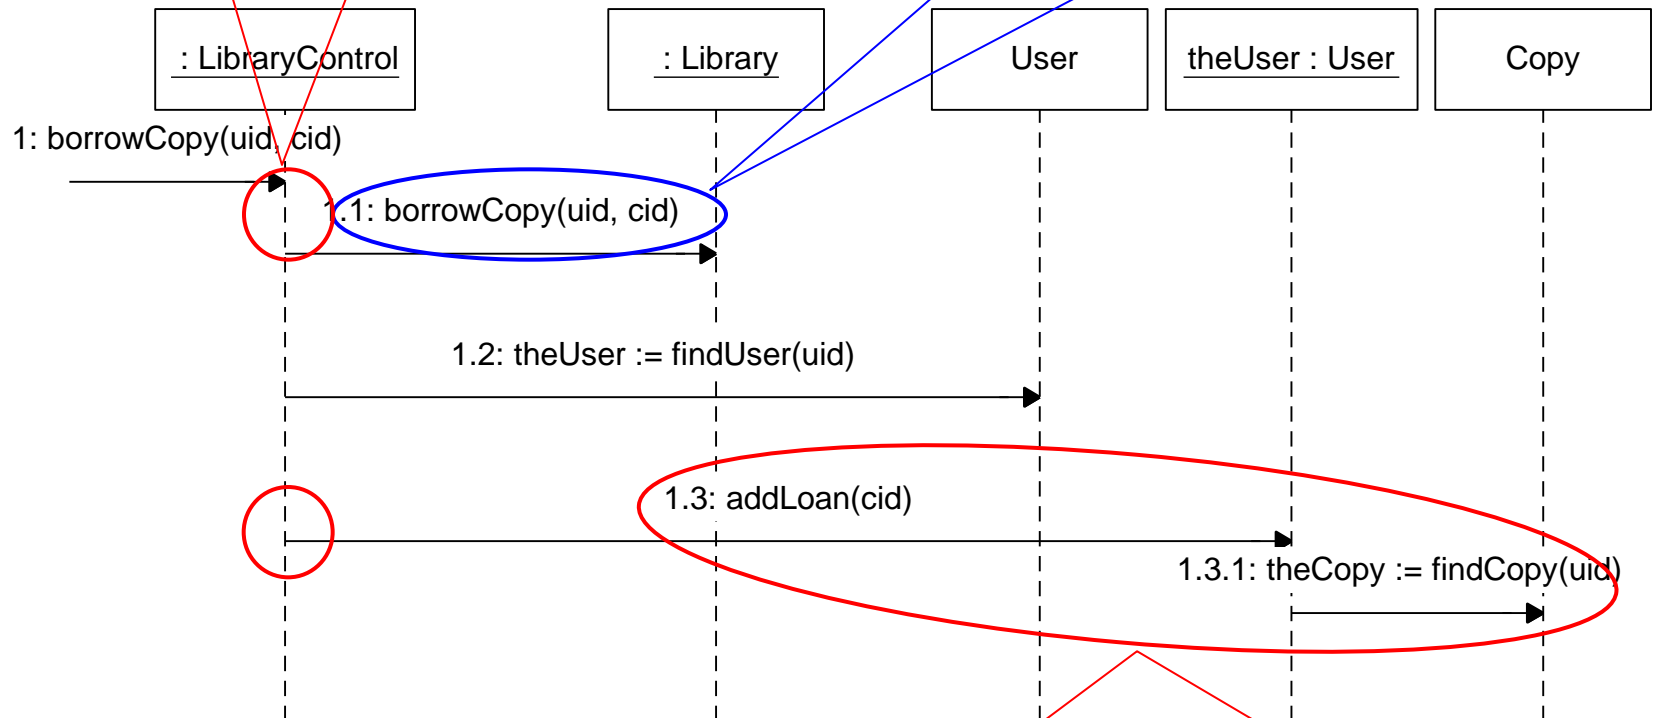 : LibraryControl
: Library
User
theUser : User
Copy
1: borrowCopy(uid, cid)
1.1: borrowCopy(uid, cid)
1.2: theUser := findUser(uid)
1.3: addLoan(cid)
1.3.1: theCopy := findCopy(uid)